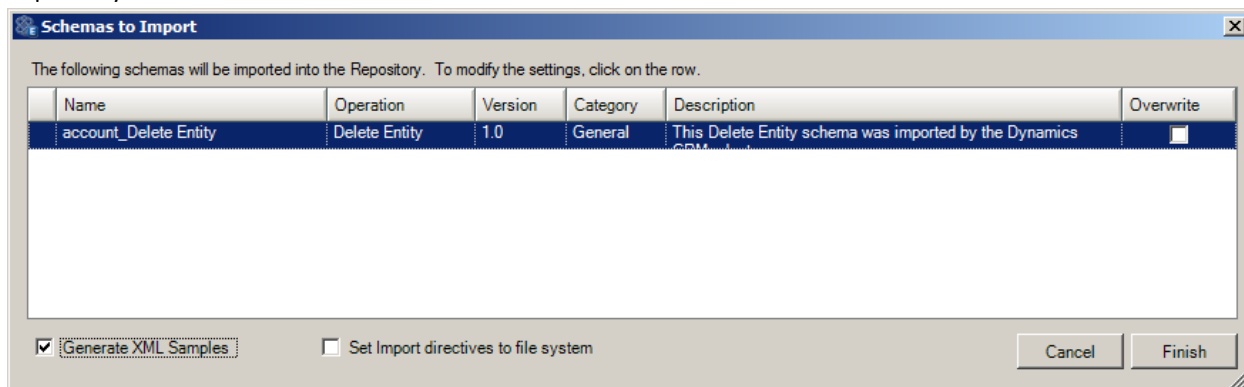 Schemas to Import
The following schemas will be imported into the Repository. To modify the settings, click on the row.
Name Operation Version Category Description Overwrite
account_Delete Entity Delete Entity 1.0 General This Delete Entity schema was imported by the Dynamics
Generate XML Samples Set Import directives to file system Cancel Finish